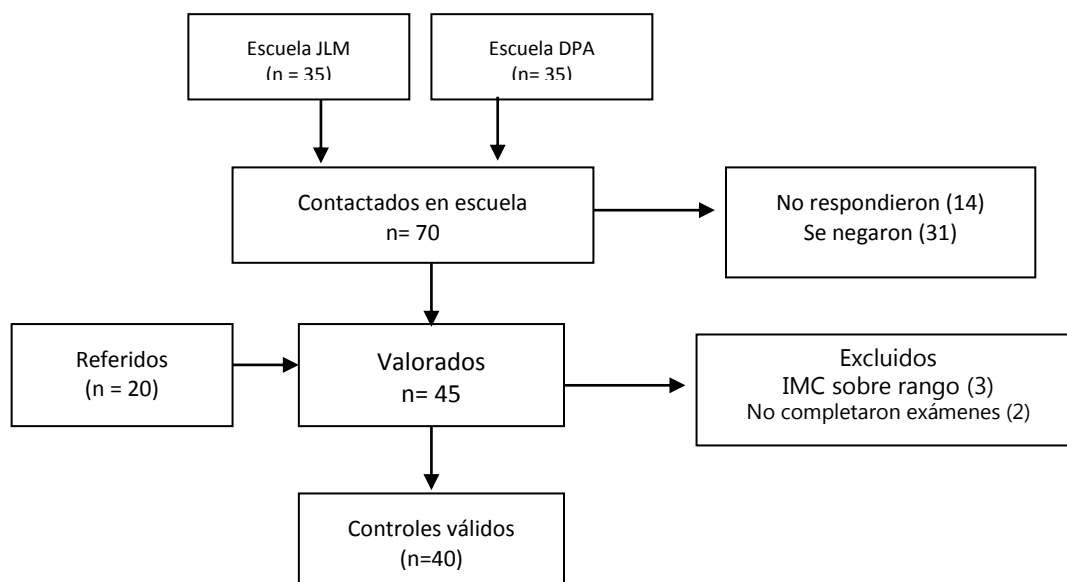 Escuela JLM
(n = 35)
Escuela DPA
(n= 35)
Contactados en escuela
n= 70
No respondieron (14)
Se negaron (31)
Referidos
(n = 20)
Valorados
n= 45
Excluidos
IMC sobre rango (3)
No completaron exámenes (2)
Controles válidos
(n=40)